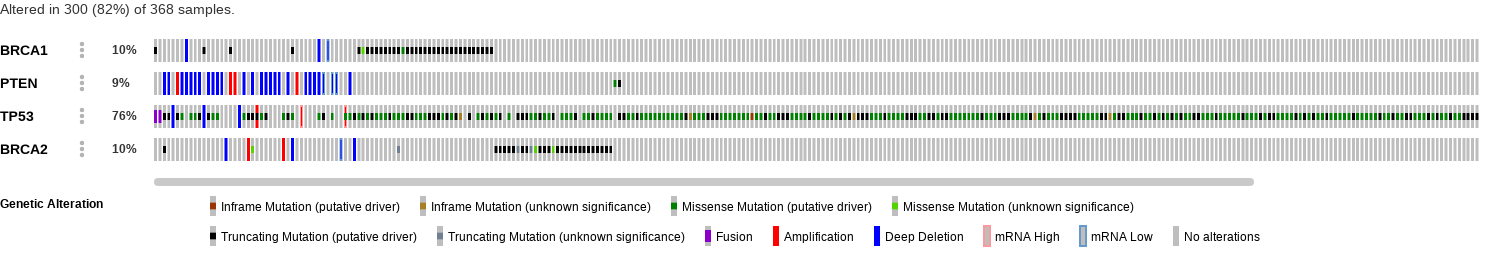 Altered in 300 (82%) of 368 samples.
BRCA1 10%
PTEN 9%
TP53 76%
BRCA2 10%
Genetic Alteration Inframe Mutation (putative driver) Inframe Mutation (unknown significance) Missense Mutation (putative driver) Missense Mutation (unknown significance)
Truncating Mutation (putative driver) Truncating Mutation (unknown significance) Fusion Amplification Deep Deletion mRNA High mRNA Low No alterations